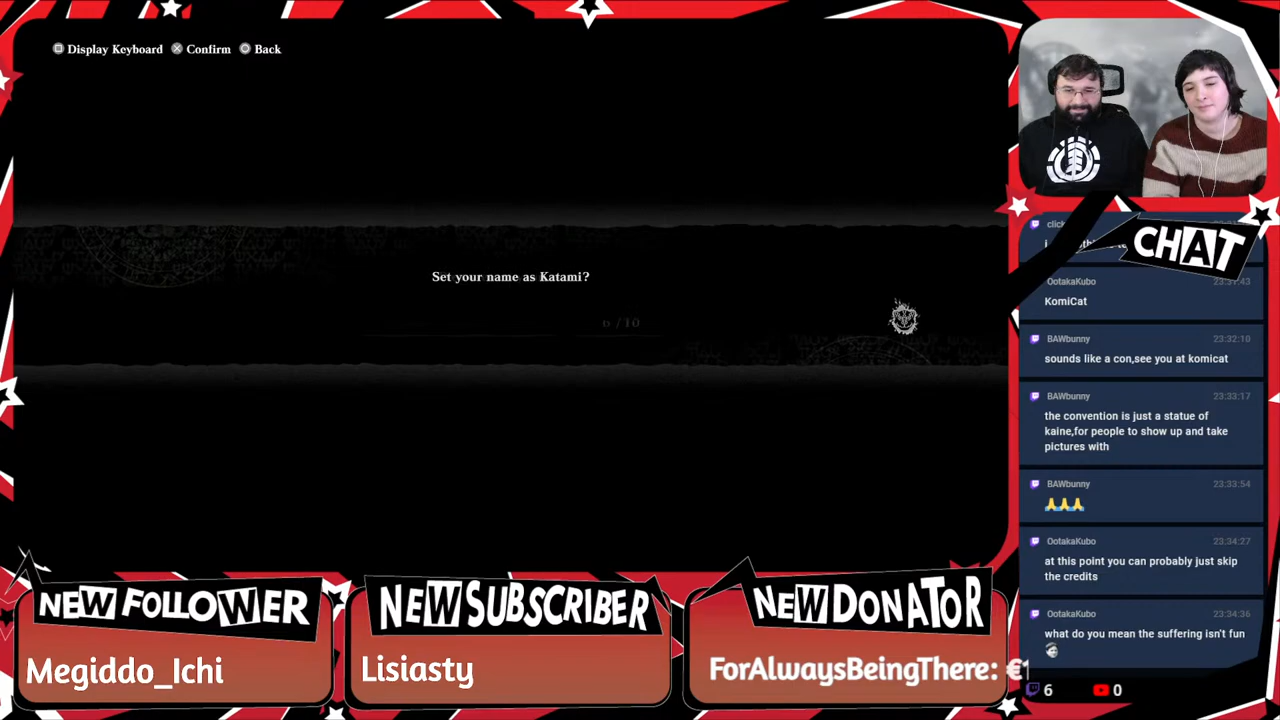 Display Keyboard Confirm Back
Set your name as Katami?
6 /10
CHAT
click
OotakaKubo 23:31:43
KomiCat
BAWbunny 23:32:10
sounds like a con,see you at komicat
BAWbunny 23:33:17
the convention is just a statue of
kaine,for people to show up and take
pictures with
BAWbunny 23:33:54
🙏🙏🙏
OotakaKubo 23:34:27
at this point you can probably just skip
the credits
OotakaKubo 23:34:36
what do you mean the suffering isn't fun
6 0
NEW FOLLOWER
Megiddo_Ichi
NEW SUBSCRIBER
Lisiasty
NEW DONATOR
ForAlwaysBeingThere: €1